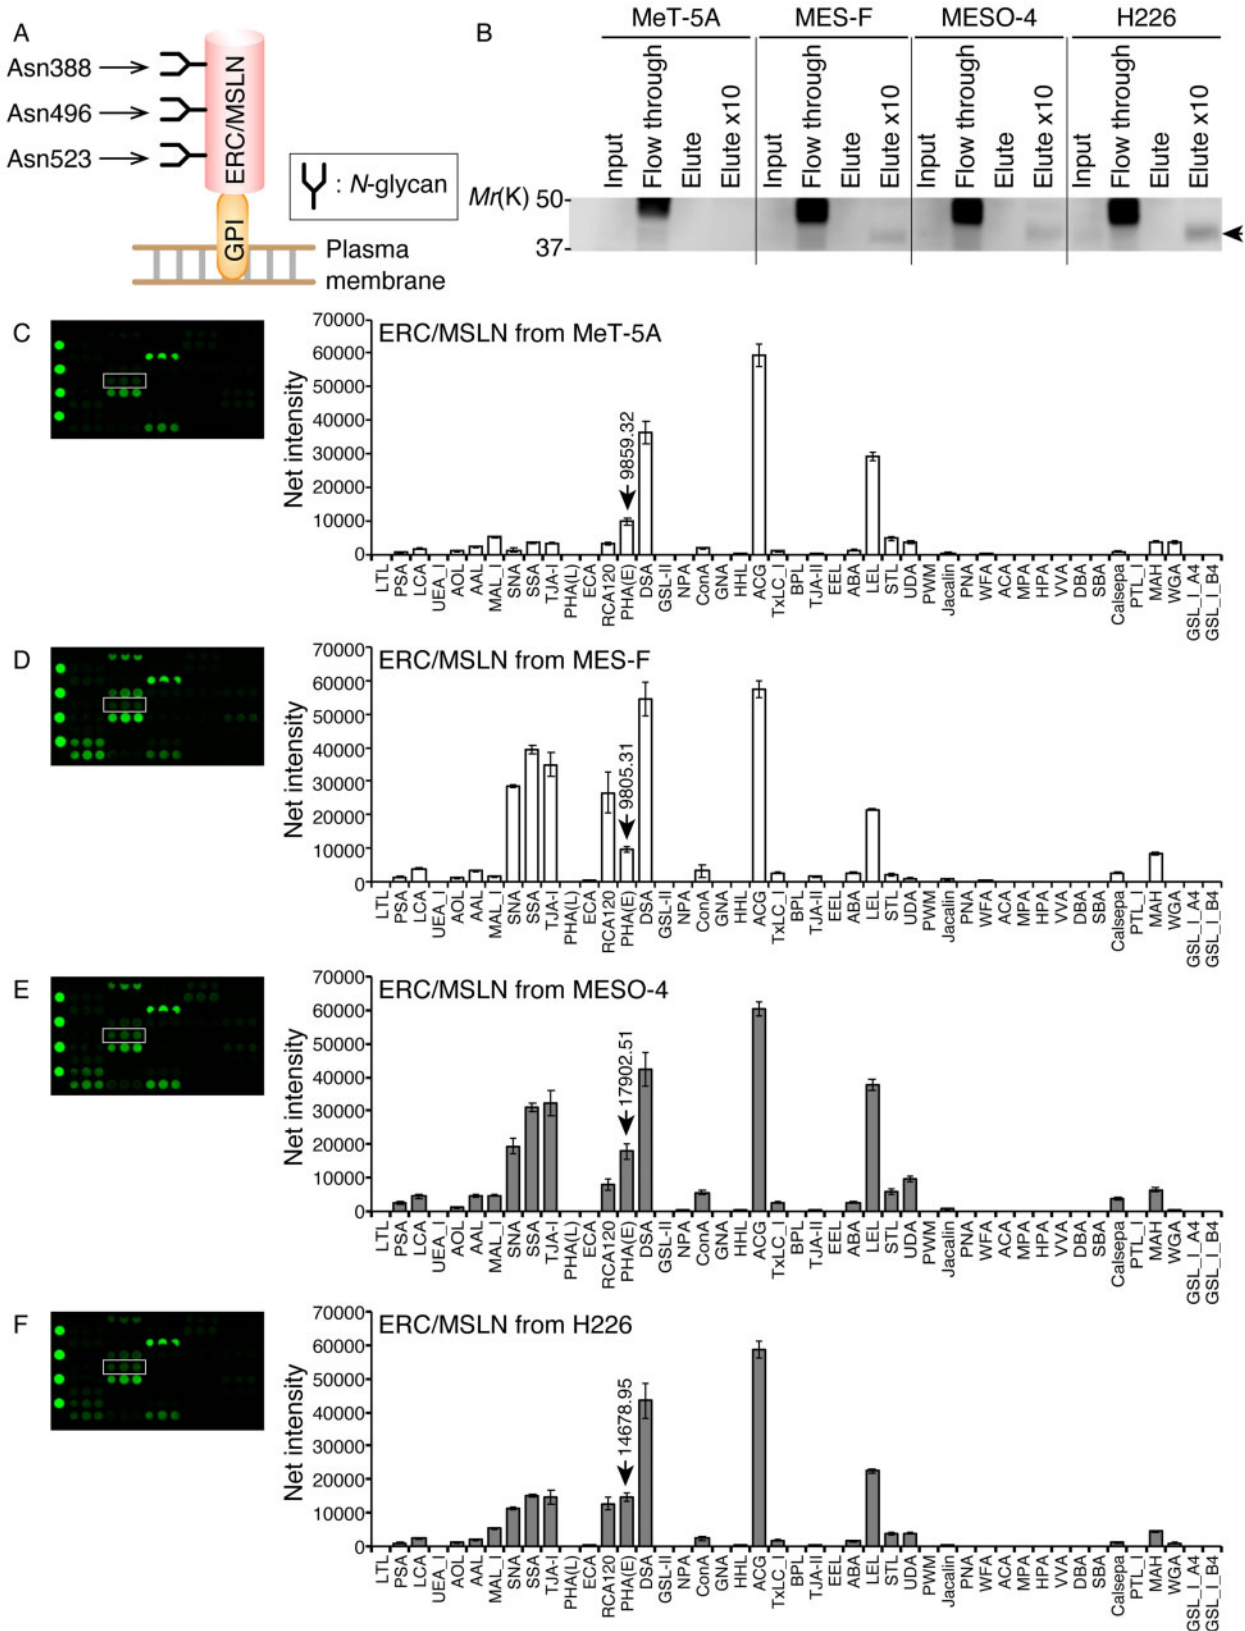 A
Asn388
Asn496
Asn523
ERC/MSLN
GPI
: N-glycan
Plasma
membrane
B
MeT-5A MES-F MESO-4 H226
Input Flow through Elute Elute x10 Input Flow through Elute Elute x10 Input Flow through Elute Elute x10 Input Flow through Elute Elute x10
Mr(K) 50
37
C
ERC/MSLN from MeT-5A
Net intensity
70000
60000
50000
40000
30000
20000
10000
0
9859.32
LTL PSA LCA UEA_I AOL AAL MAL_I SNA SSA TJA-I PHA(L) ECA RCA120 PHA(E) DSA GSL-II NPA ConA GNA HHL ACG TxLC_I BPL TJA-II EEL ABA LEL STL UDA PWM Jacalin PNA WFA ACA MPA HPA VVA DBA SBA Calsepa PTL_I MAH WGA GSL_I_A4 GSL_I_B4
D
ERC/MSLN from MES-F
Net intensity
70000
60000
50000
40000
30000
20000
10000
0
9805.31
LTL PSA LCA UEA_I AOL AAL MAL_I SNA SSA TJA-I PHA(L) ECA RCA120 PHA(E) DSA GSL-II NPA ConA GNA HHL ACG TxLC_I BPL TJA-II EEL ABA LEL STL UDA PWM Jacalin PNA WFA ACA MPA HPA VVA DBA SBA Calsepa PTL_I MAH WGA GSL_I_A4 GSL_I_B4
E
ERC/MSLN from MESO-4
Net intensity
70000
60000
50000
40000
30000
20000
10000
0
17902.51
LTL PSA LCA UEA_I AOL AAL MAL_I SNA SSA TJA-I PHA(L) ECA RCA120 PHA(E) DSA GSL-II NPA ConA GNA HHL ACG TxLC_I BPL TJA-II EEL ABA LEL STL UDA PWM Jacalin PNA WFA ACA MPA HPA VVA DBA SBA Calsepa PTL_I MAH WGA GSL_I_A4 GSL_I_B4
F
ERC/MSLN from H226
Net intensity
70000
60000
50000
40000
30000
20000
10000
0
14678.95
LTL PSA LCA UEA_I AOL AAL MAL_I SNA SSA TJA-I PHA(L) ECA RCA120 PHA(E) DSA GSL-II NPA ConA GNA HHL ACG TxLC_I BPL TJA-II EEL ABA LEL STL UDA PWM Jacalin PNA WFA ACA MPA HPA VVA DBA SBA Calsepa PTL_I MAH WGA GSL_I_A4 GSL_I_B4